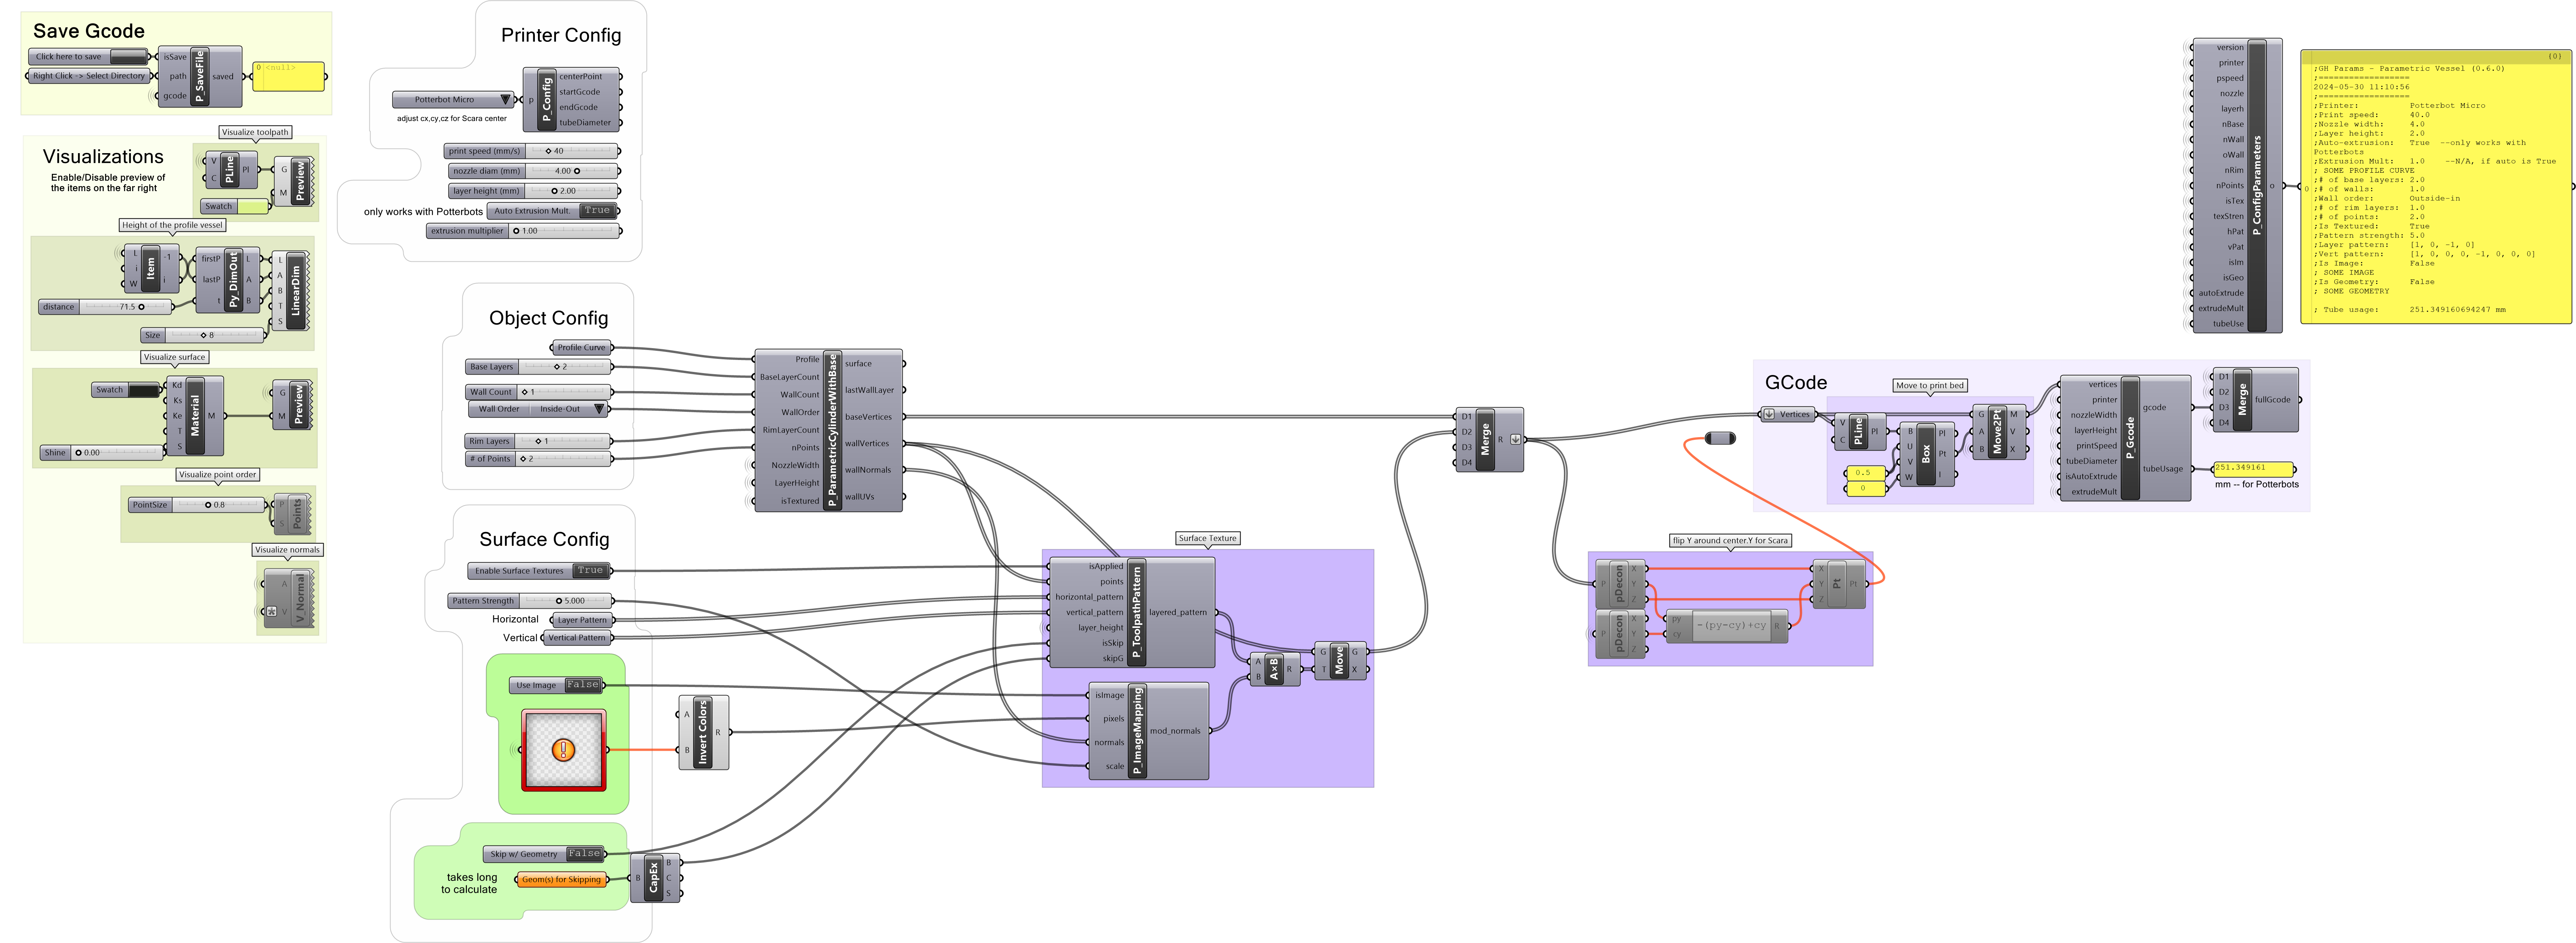 Save Gcode
Click here to save
Right Click -> Select Directory
isSave
path
gcode
P_SaveFile
saved
0 <null>
Visualizations
Enable/Disable preview of
the items on the far right
Visualize toolpath
V
C
PLine
Pl
G
M
Preview
Swatch
Height of the profile vessel
L
i
W
Item
-1
i
firstP
lastP
t
Py_DimOut
L
A
B
L
A
B
T
S
LinearDim
distance
71.5
Size
8
Visualize surface
Swatch
Kd
Ks
Ke
T
S
Material
M
G
M
Preview
Shine
0.00
Visualize point order
PointSize
0.8
P
S
Points
Visualize normals
A
V
V_Normal
Printer Config
Potterbot Micro
adjust cx,cy,cz for Scara center
p
P_Config
centerPoint
startGcode
endGcode
tubeDiameter
print speed (mm/s)
40
nozzle diam (mm)
4.00
layer height (mm)
2.00
only works with Potterbots
Auto Extrusion Mult.
True
extrusion multiplier
1.00
Object Config
Profile Curve
Base Layers
2
Wall Count
1
Wall Order
Inside-Out
Rim Layers
1
# of Points
2
Profile
BaseLayerCount
WallCount
WallOrder
RimLayerCount
nPoints
NozzleWidth
LayerHeight
isTextured
P_ParametricCylinderWithBase
surface
lastWallLayer
baseVertices
wallVertices
wallNormals
wallUVs
Surface Config
Enable Surface Textures
True
Pattern Strength
5.000
Horizontal
Layer Pattern
Vertical
Vertical Pattern
Use Image
False
A
B
Invert Colors
R
Skip w/ Geometry
False
takes long
to calculate
Geom(s) for Skipping
B
CapEx
B
C
S
Surface Texture
isApplied
points
horizontal_pattern
vertical_pattern
layer_height
isSkip
skipG
P_ToolpathPattern
layered_pattern
isImage
pixels
normals
scale
P_ImageMapping
mod_normals
A
B
A×B
R
G
T
Move
G
X
D1
D2
D3
D4
Merge
R
flip Y around center.Y for Scara
P
pDecon
X
Y
Z
P
pDecon
X
Y
Z
py
cy
-(py-cy)+cy
R
X
Y
Z
Pt
Pt
GCode
Vertices
Move to print bed
V
C
PLine
Pl
0.5
0
B
U
V
W
Box
Pl
Pt
I
G
A
B
Move2Pt
M
V
X
vertices
printer
nozzleWidth
layerHeight
printSpeed
tubeDiameter
isAutoExtrude
extrudeMult
P_Gcode
gcode
tubeUsage
D1
D2
D3
D4
Merge
fullGcode
251.349161
mm -- for Potterbots
version
printer
pspeed
nozzle
layerh
nBase
nWall
oWall
nRim
nPoints
isTex
texStren
hPat
vPat
isIm
isGeo
autoExtrude
extrudeMult
tubeUse
P_ConfigParameters
o
{0}
0
;GH Params - Parametric Vessel (0.6.0)
;==================
2024-05-30 11:10:56
;==================
;Printer: Potterbot Micro
;Print speed: 40.0
;Nozzle width: 4.0
;Layer height: 2.0
;Auto-extrusion: True --only works with
Potterbots
;Extrusion Mult: 1.0 --N/A, if auto is True
; SOME PROFILE CURVE
;# of base layers: 2.0
;# of walls: 1.0
;Wall order: Outside-in
;# of rim layers: 1.0
;# of points: 2.0
;Is Textured: True
;Pattern strength: 5.0
;Layer pattern: [1, 0, -1, 0]
;Vert pattern: [1, 0, 0, 0, -1, 0, 0, 0]
;Is Image: False
; SOME IMAGE
;Is Geometry: False
; SOME GEOMETRY
; Tube usage: 251.349160694247 mm